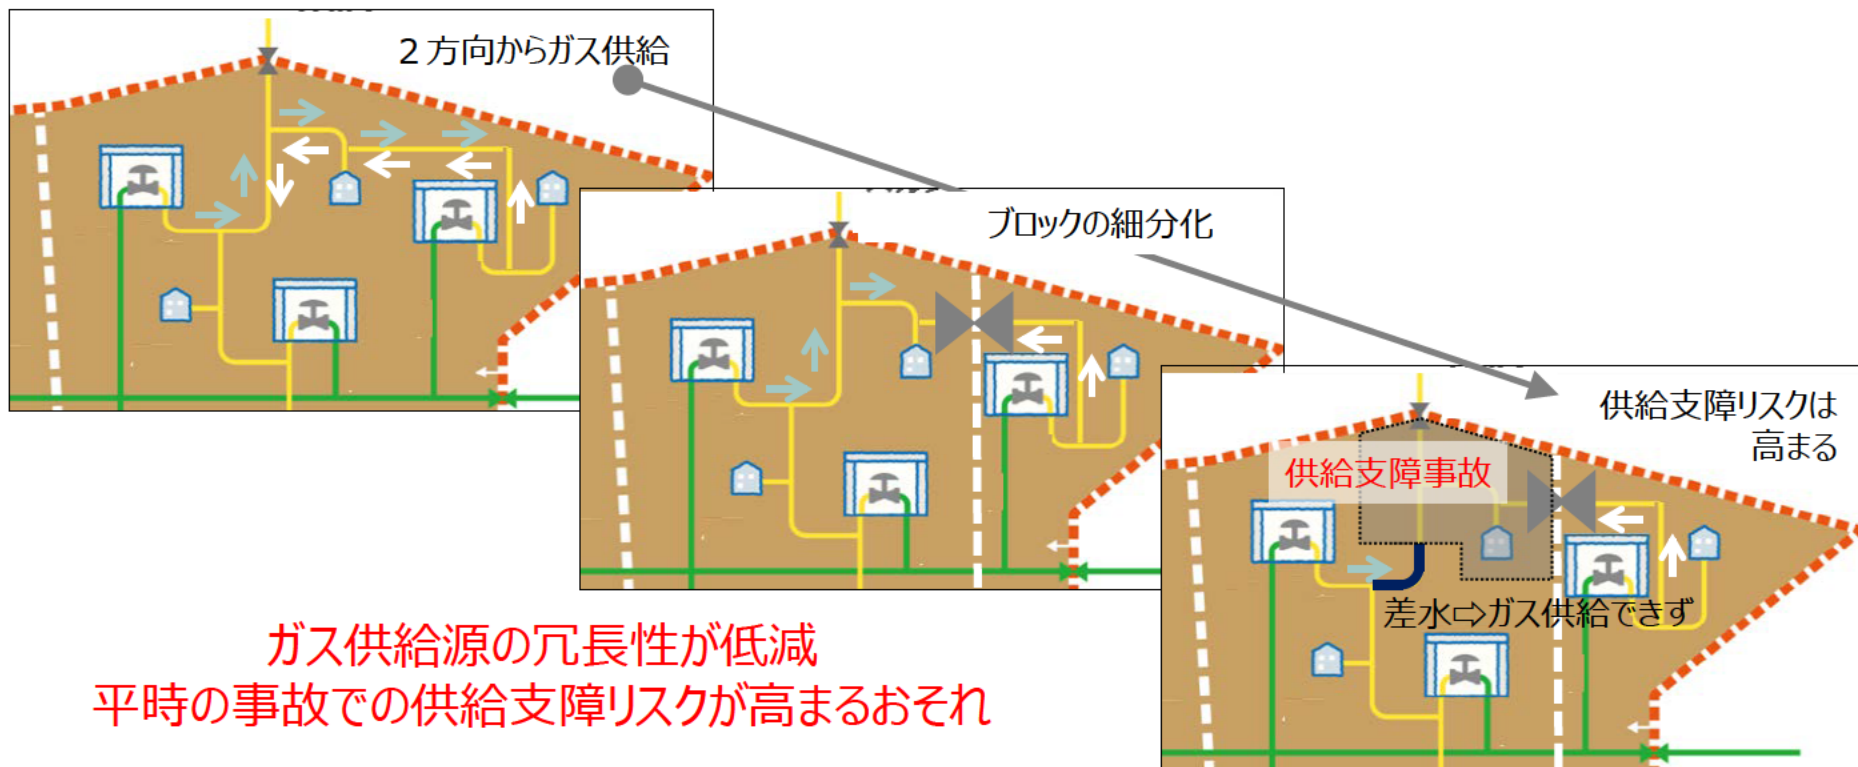 ２方向からガス供給
ブロックの細分化
供給支障リスクは
高まる
供給支障事故
差水⇨ガス供給できず
ガス供給源の冗長性が低減
平時の事故での供給支障リスクが高まるおそれ